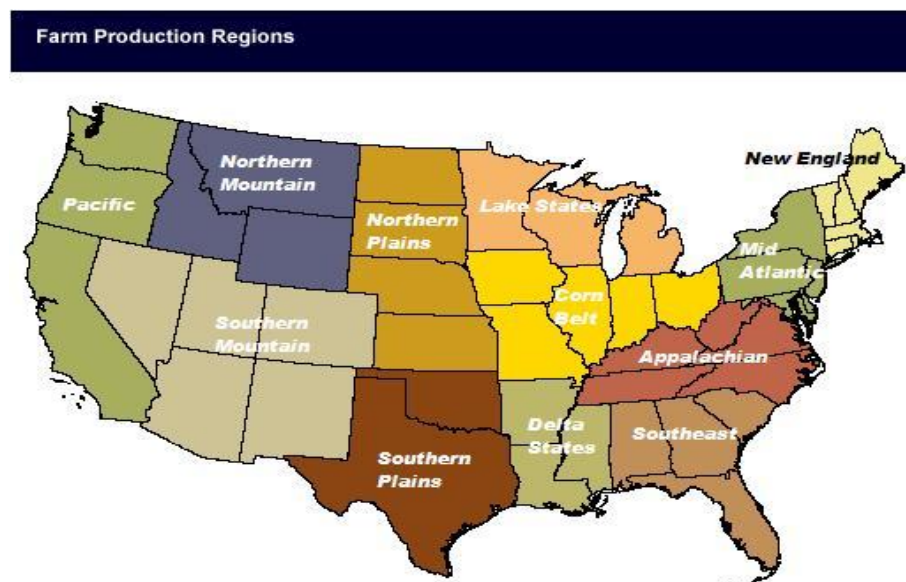 Farm Production Regions
New England
Northern
Mountain
Pacific
Lake States
Northern
Plains
Mid
Atlantic
Corn
Belt
Southern
Mountain
Appalachian
Delta
States
Southeast
Southern
Plains